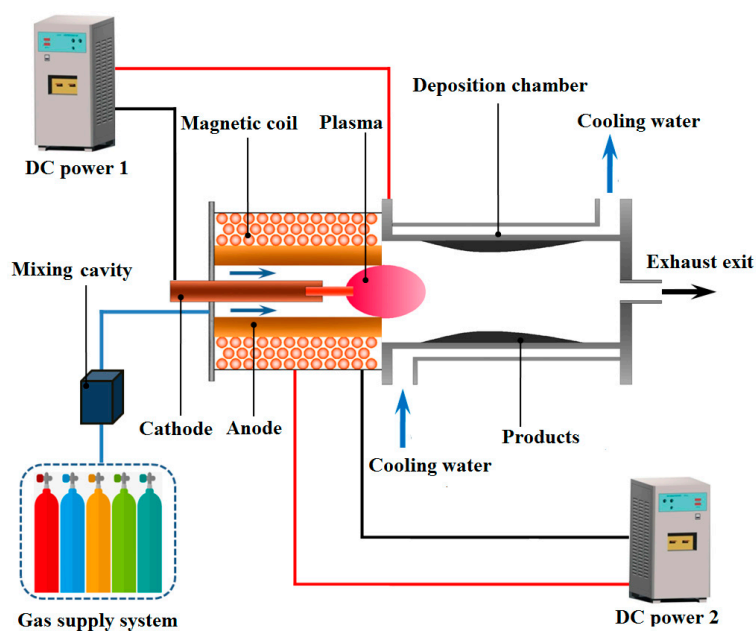 Deposition chamber
Magnetic coil
Plasma
Cooling water
DC power 1
Mixing cavity
Exhaust exit
Cathode
Anode
Products
Cooling water
Gas supply system
DC power 2